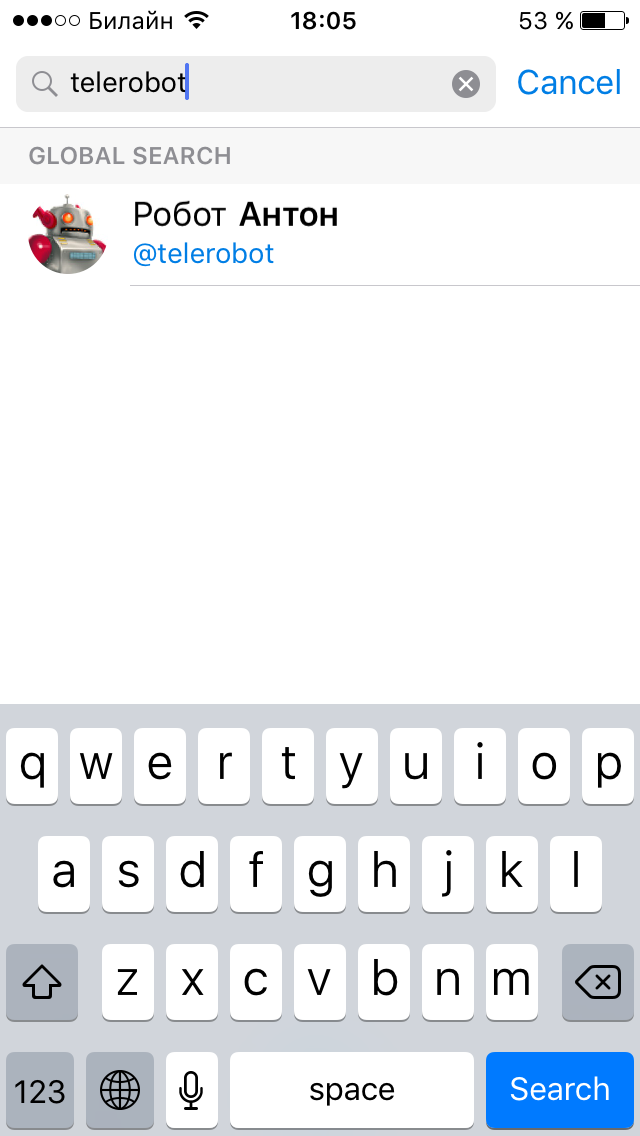 Билайн 18:05 53 %
telerobot Cancel
GLOBAL SEARCH
Робот Антон
@telerobot
q w e r t y u i o p
a s d f g h j k l
z x c v b n m
123 space Search